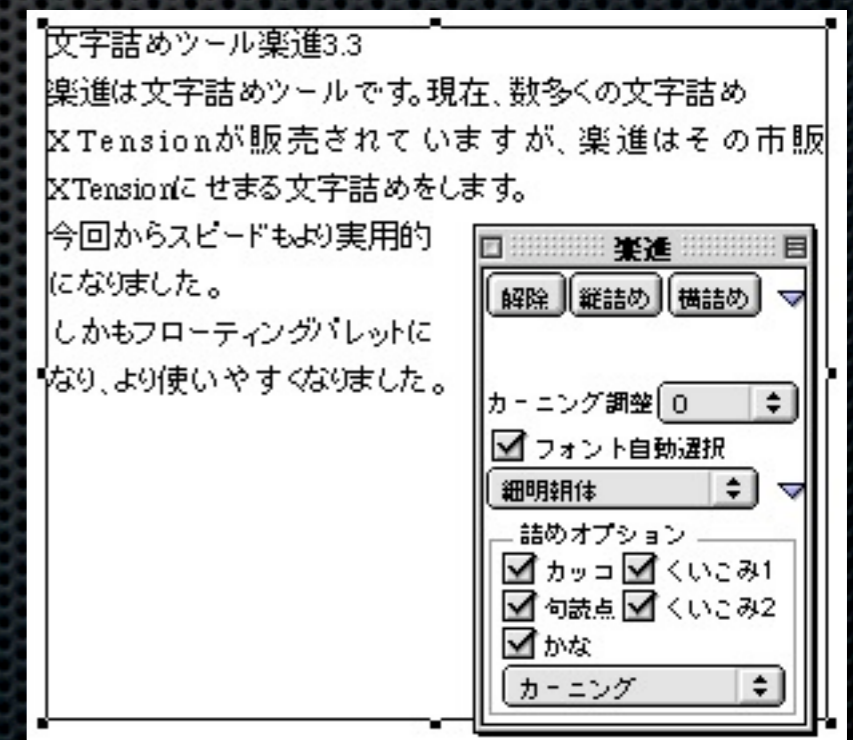 文字詰めツール楽進3.3
楽進は文字詰めツールです。現在、数多くの文字詰め
XTensionが販売されていますが、楽進はその市販
XTensionにせまる文字詰めをします。
今回からスピードもより実用的
になりました。
しかもフローティングパレットに
なり、より使いやすくなりました。
楽進
解除 縦詰め 横詰め
カーニング調整 0
フォント自動選択
細明朝体
詰めオプション
カッコ くいこみ1
句読点 くいこみ2
かな
カーニング